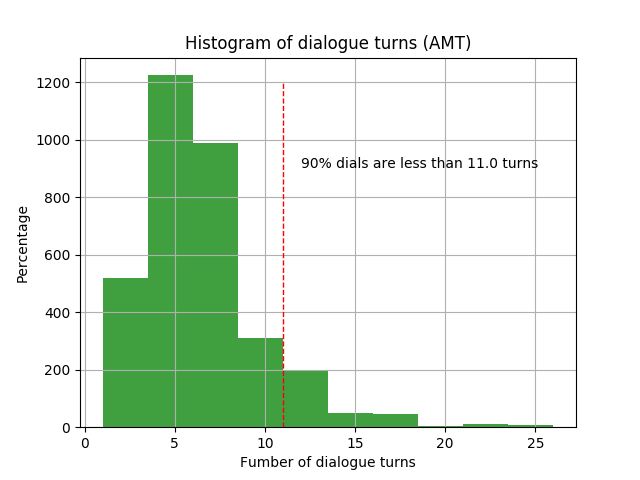 Histogram of dialogue turns (AMT)
1200
1000
800
600
400
200
0
Percentage
90% dials are less than 11.0 turns
0 5 10 15 20 25
Fumber of dialogue turns